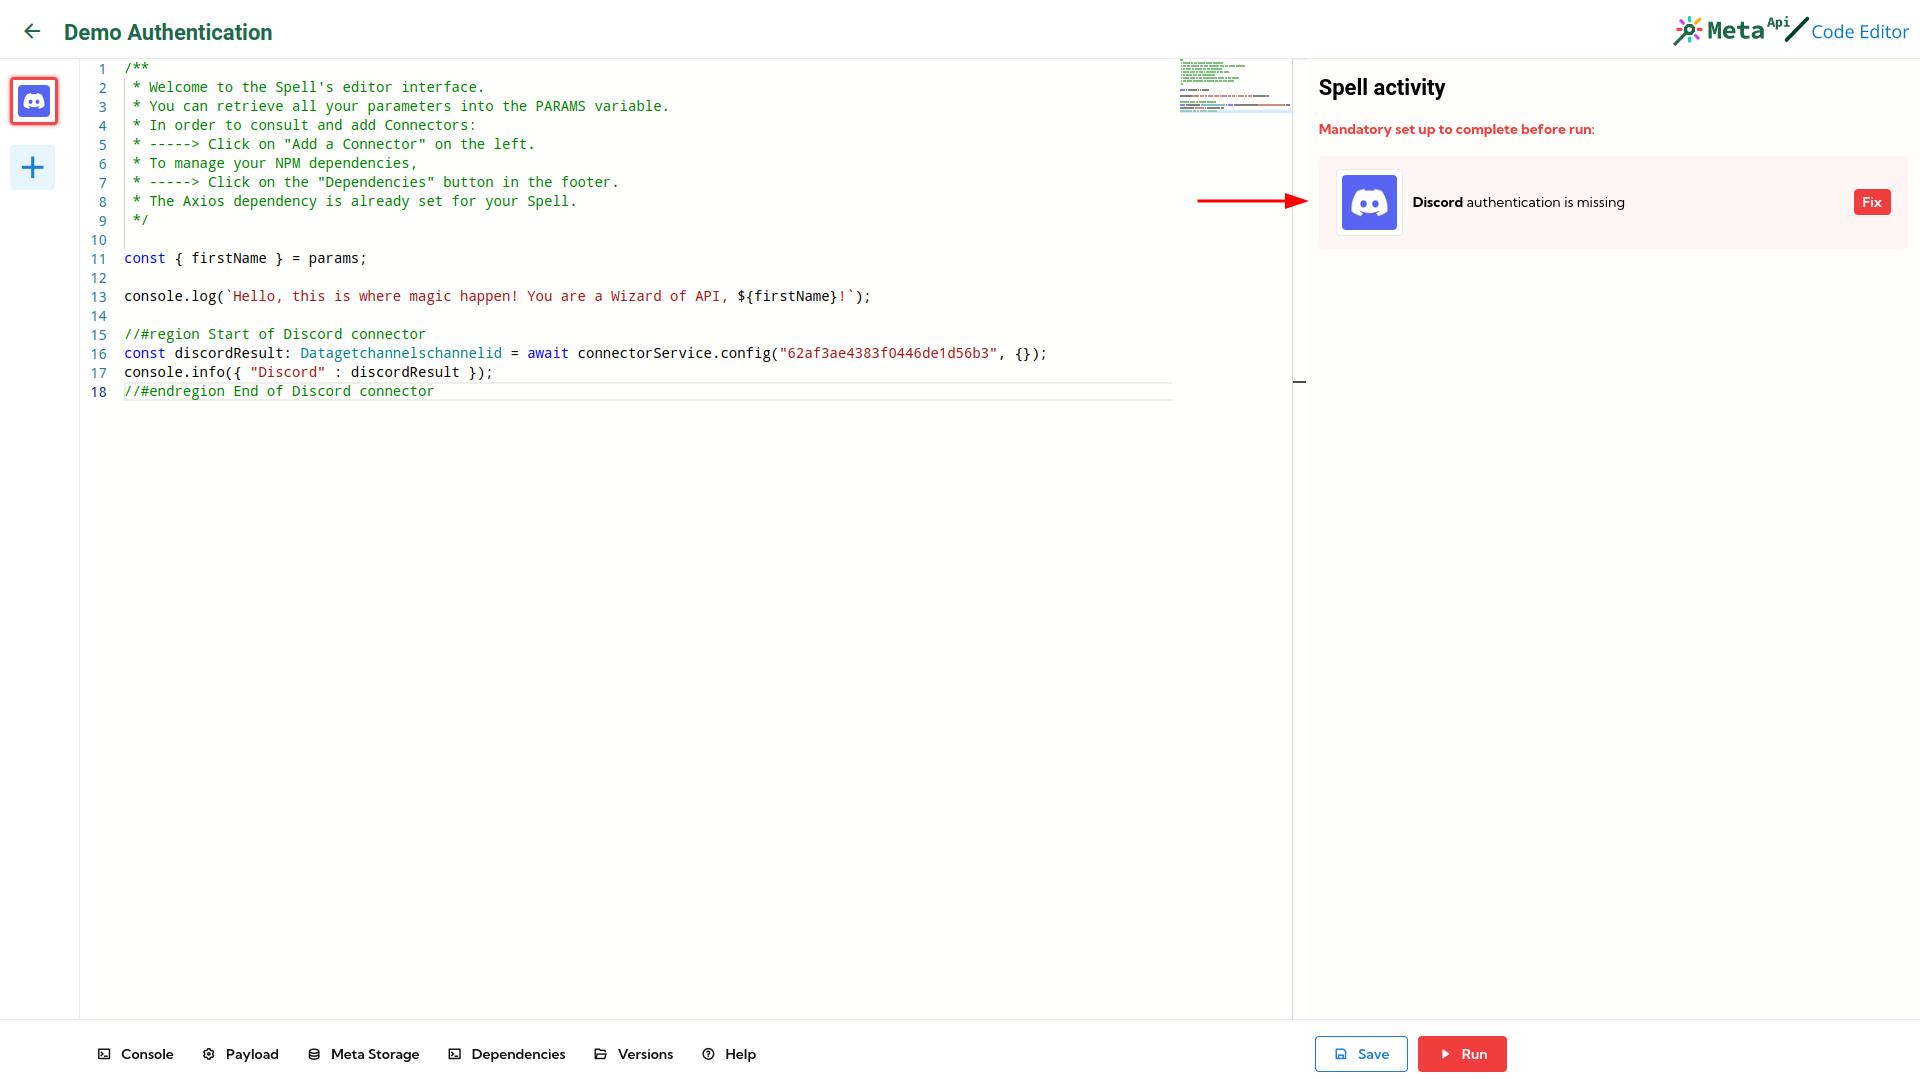 Demo Authentication
Meta Api Code Editor
1 /**
2 * Welcome to the Spell's editor interface.
3 * You can retrieve all your parameters into the PARAMS variable.
4 * In order to consult and add Connectors:
5 * -----> Click on "Add a Connector" on the left.
6 * To manage your NPM dependencies,
7 * -----> Click on the "Dependencies" button in the footer.
8 * The Axios dependency is already set for your Spell.
9 */
10
11 const { firstName } = params;
12
13 console.log(`Hello, this is where magic happen! You are a Wizard of API, ${firstName}!`);
14
15 //#region Start of Discord connector
16 const discordResult: Datagetchannelschannelid = await connectorService.config("62af3ae4383f0446de1d56b3", {});
17 console.info({ "Discord" : discordResult });
18 //#endregion End of Discord connector
Spell activity
Mandatory set up to complete before run:
Discord authentication is missing
Fix
Console Payload Meta Storage Dependencies Versions Help
Save Run